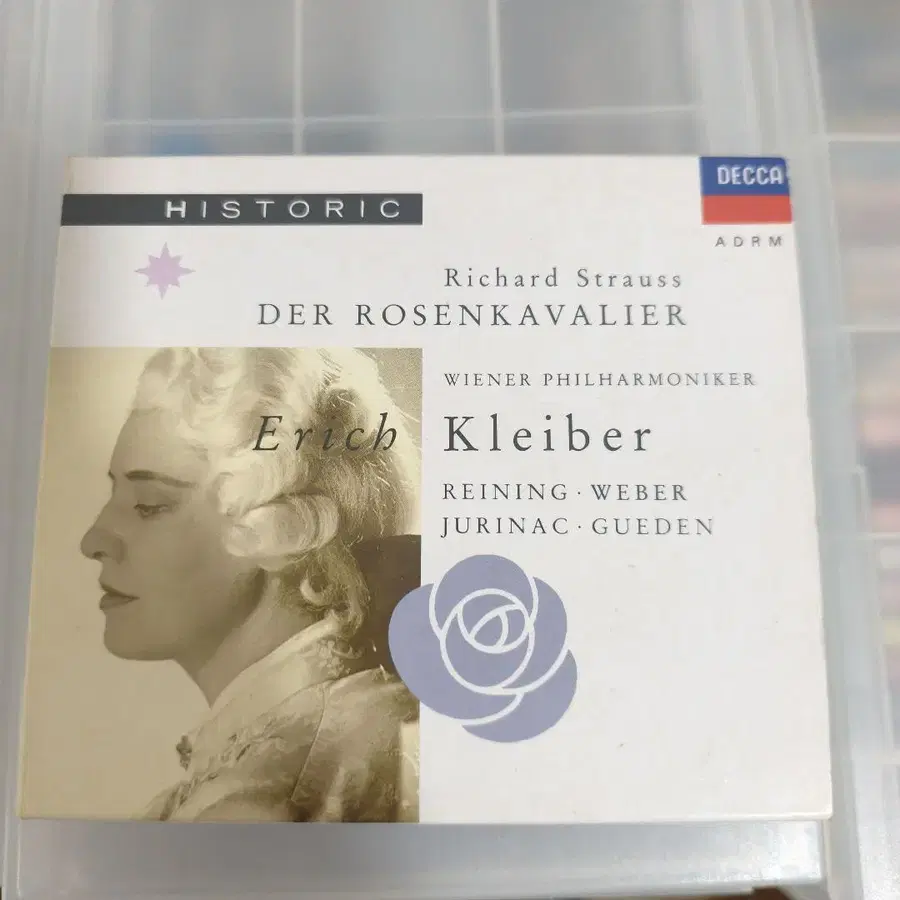 HISTORIC
DECCA
ADRM
Richard Strauss
DER ROSENKAVALIER
WIENER PHILHARMONIKER
Erich Kleiber
REINING · WEBER
JURINAC · GUEDEN